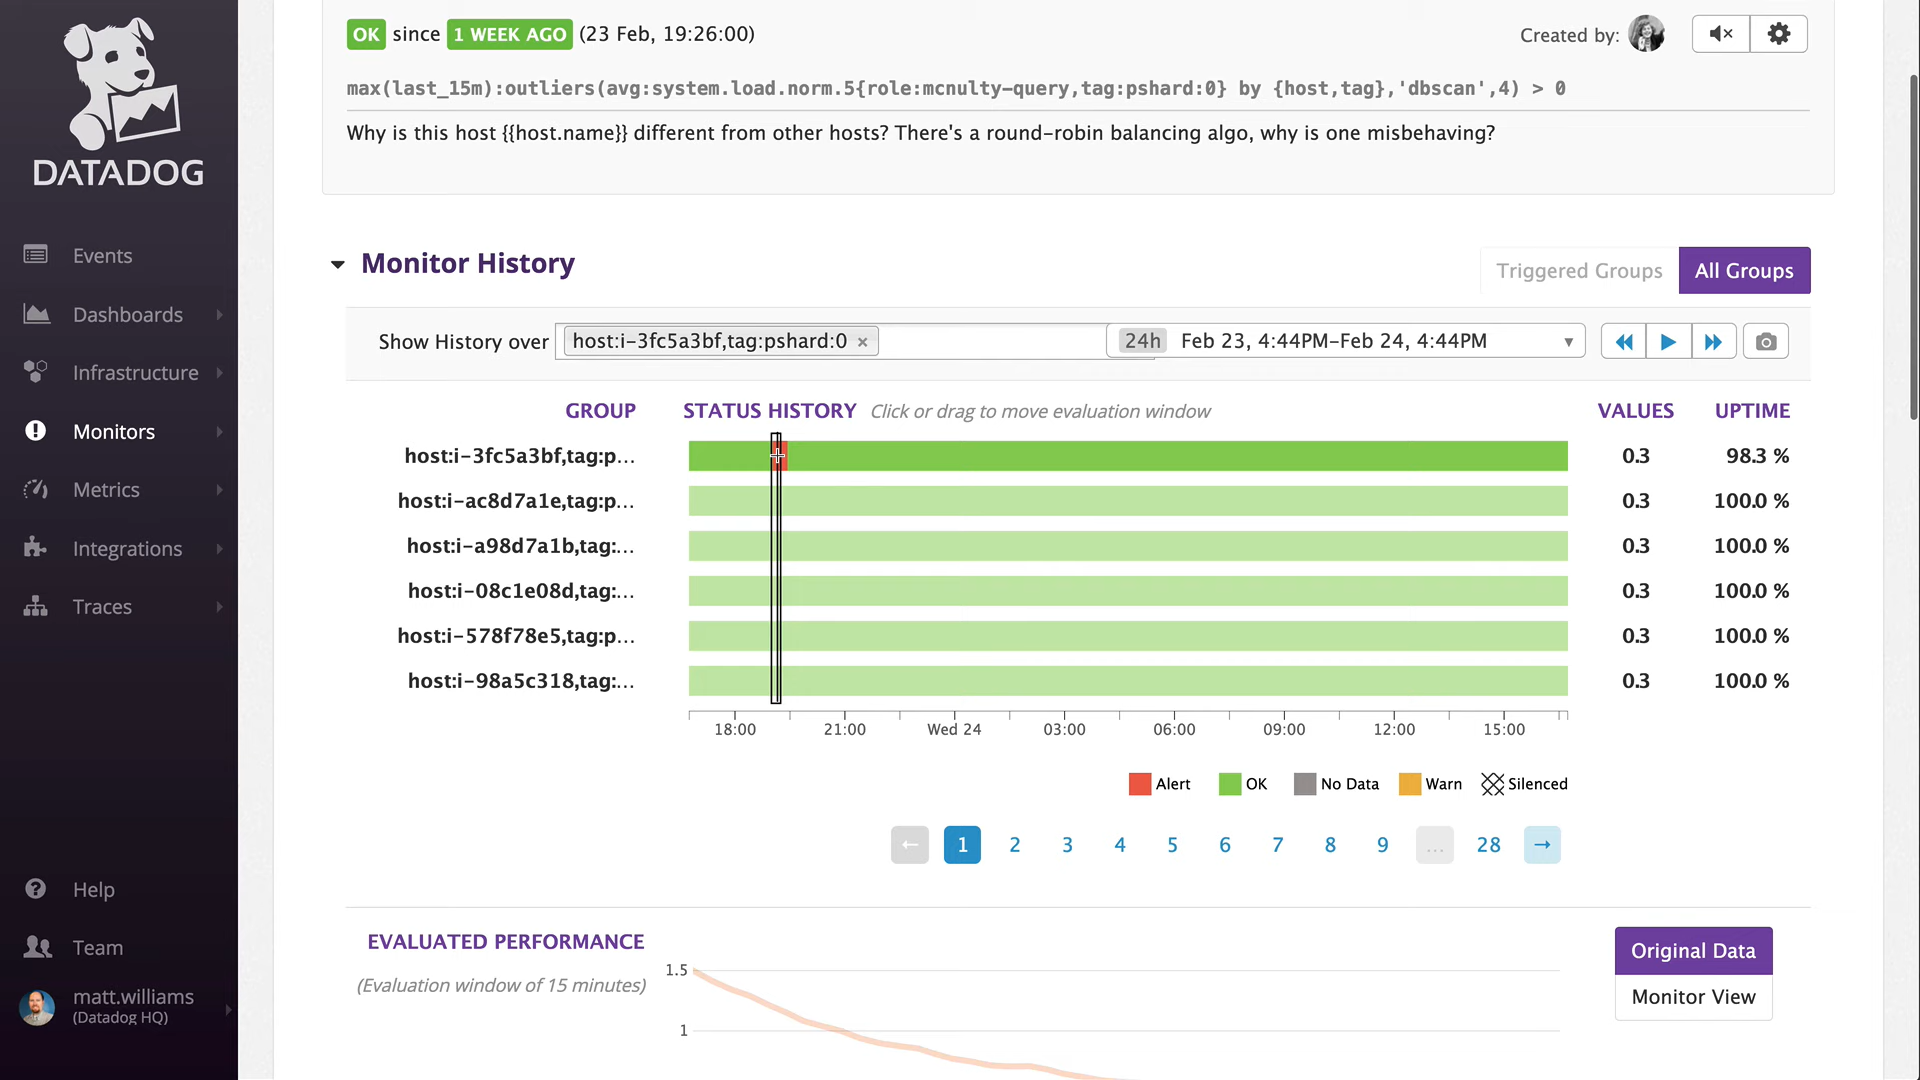 DATADOG
Events
Dashboards
Infrastructure
Monitors
Metrics
Integrations
Traces
Help
Team
matt.williams
(Datadog HQ)
OK since 1 WEEK AGO (23 Feb, 19:26:00)
Created by:
max(last_15m):outliers(avg:system.load.norm.5{role:mcnulty-query,tag:pshard:0} by {host,tag},'dbscan',4) > 0
Why is this host {{host.name}} different from other hosts? There's a round-robin balancing algo, why is one misbehaving?
Monitor History
Triggered Groups All Groups
Show History over host:i-3fc5a3bf,tag:pshard:0 × 24h Feb 23, 4:44PM-Feb 24, 4:44PM
GROUP STATUS HISTORY Click or drag to move evaluation window VALUES UPTIME
host:i-3fc5a3bf,tag:p... 0.3 98.3 %
host:i-ac8d7a1e,tag:p... 0.3 100.0 %
host:i-a98d7a1b,tag:... 0.3 100.0 %
host:i-08c1e08d,tag:... 0.3 100.0 %
host:i-578f78e5,tag:p... 0.3 100.0 %
host:i-98a5c318,tag:... 0.3 100.0 %
18:00 21:00 Wed 24 03:00 06:00 09:00 12:00 15:00
Alert OK No Data Warn Silenced
← 1 2 3 4 5 6 7 8 9 ... 28 →
EVALUATED PERFORMANCE
(Evaluation window of 15 minutes)
1.5
1
Original Data
Monitor View